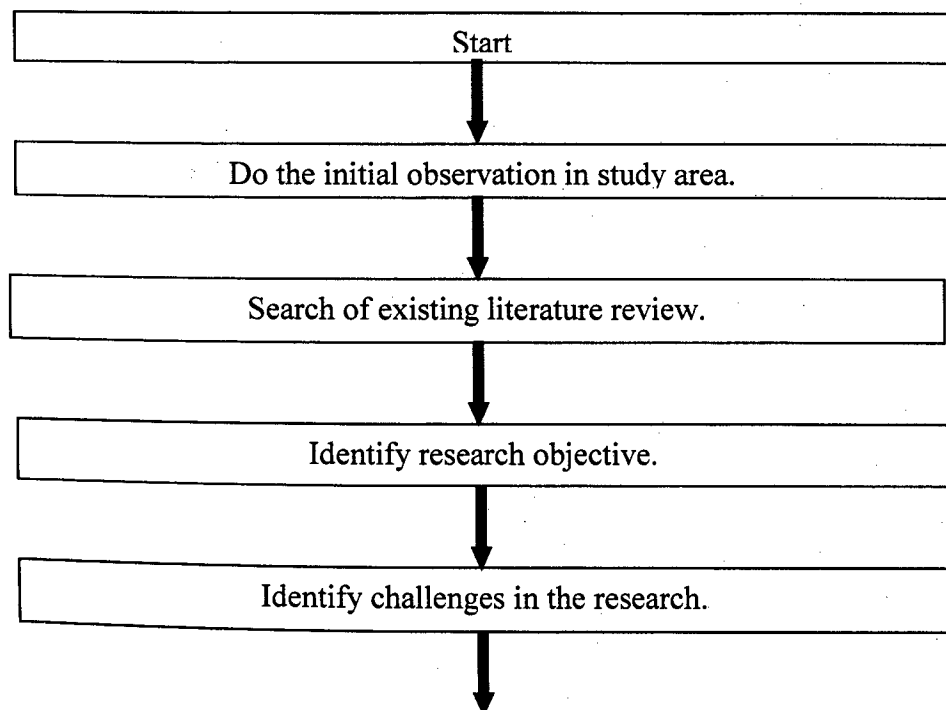 Start
Do the initial observation in study area.
Search of existing literature review.
Identify research objective.
Identify challenges in the research.